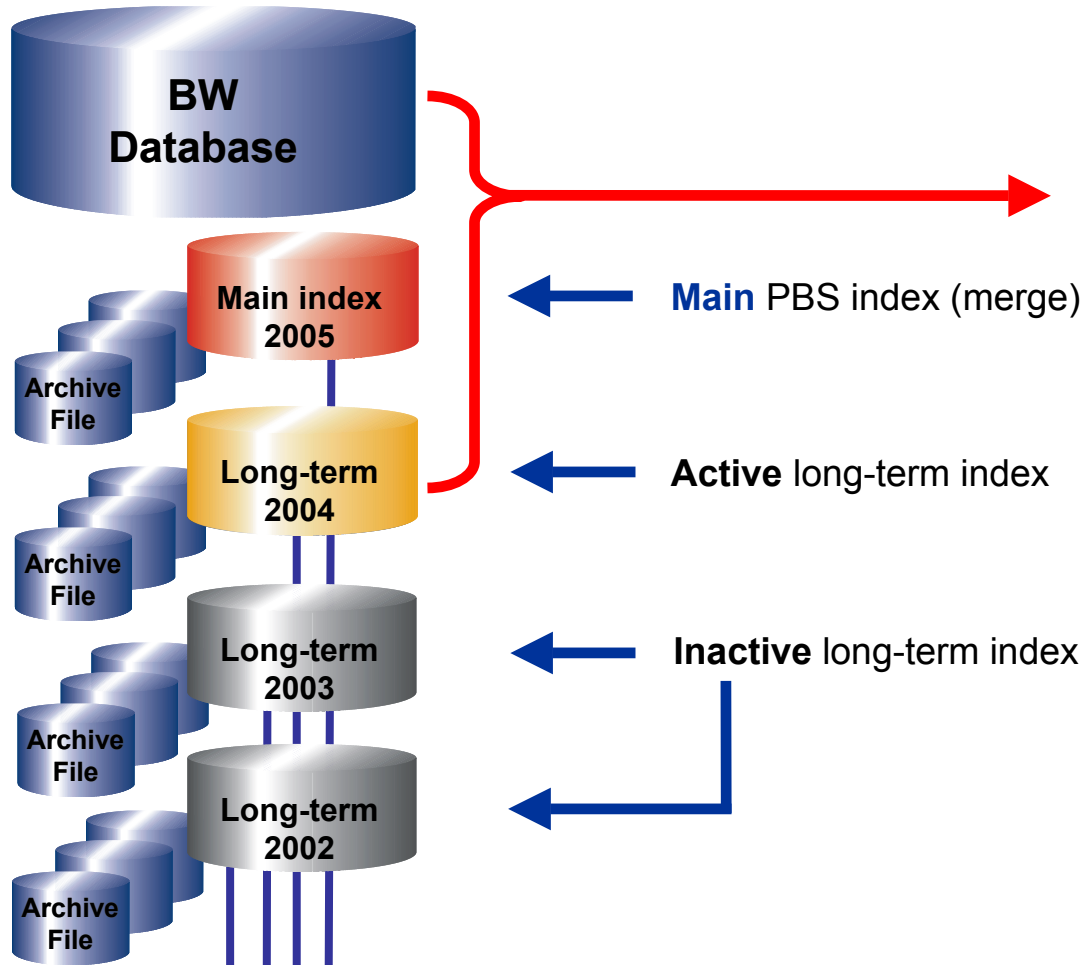 BW
Database
Main index
2005
Main PBS index (merge)
Archive
File
Long-term
2004
Active long-term index
Archive
File
Long-term
2003
Inactive long-term index
Archive
File
Long-term
2002
Archive
File